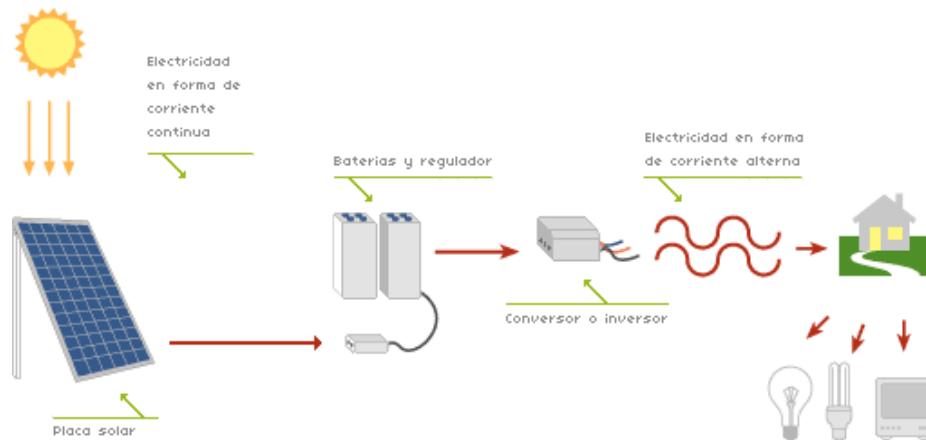 Electricidad
en forma de
corriente
continua
Baterias y regulador
Electricidad en forma
de corriente alterna
Conversor o inversor
Placa solar